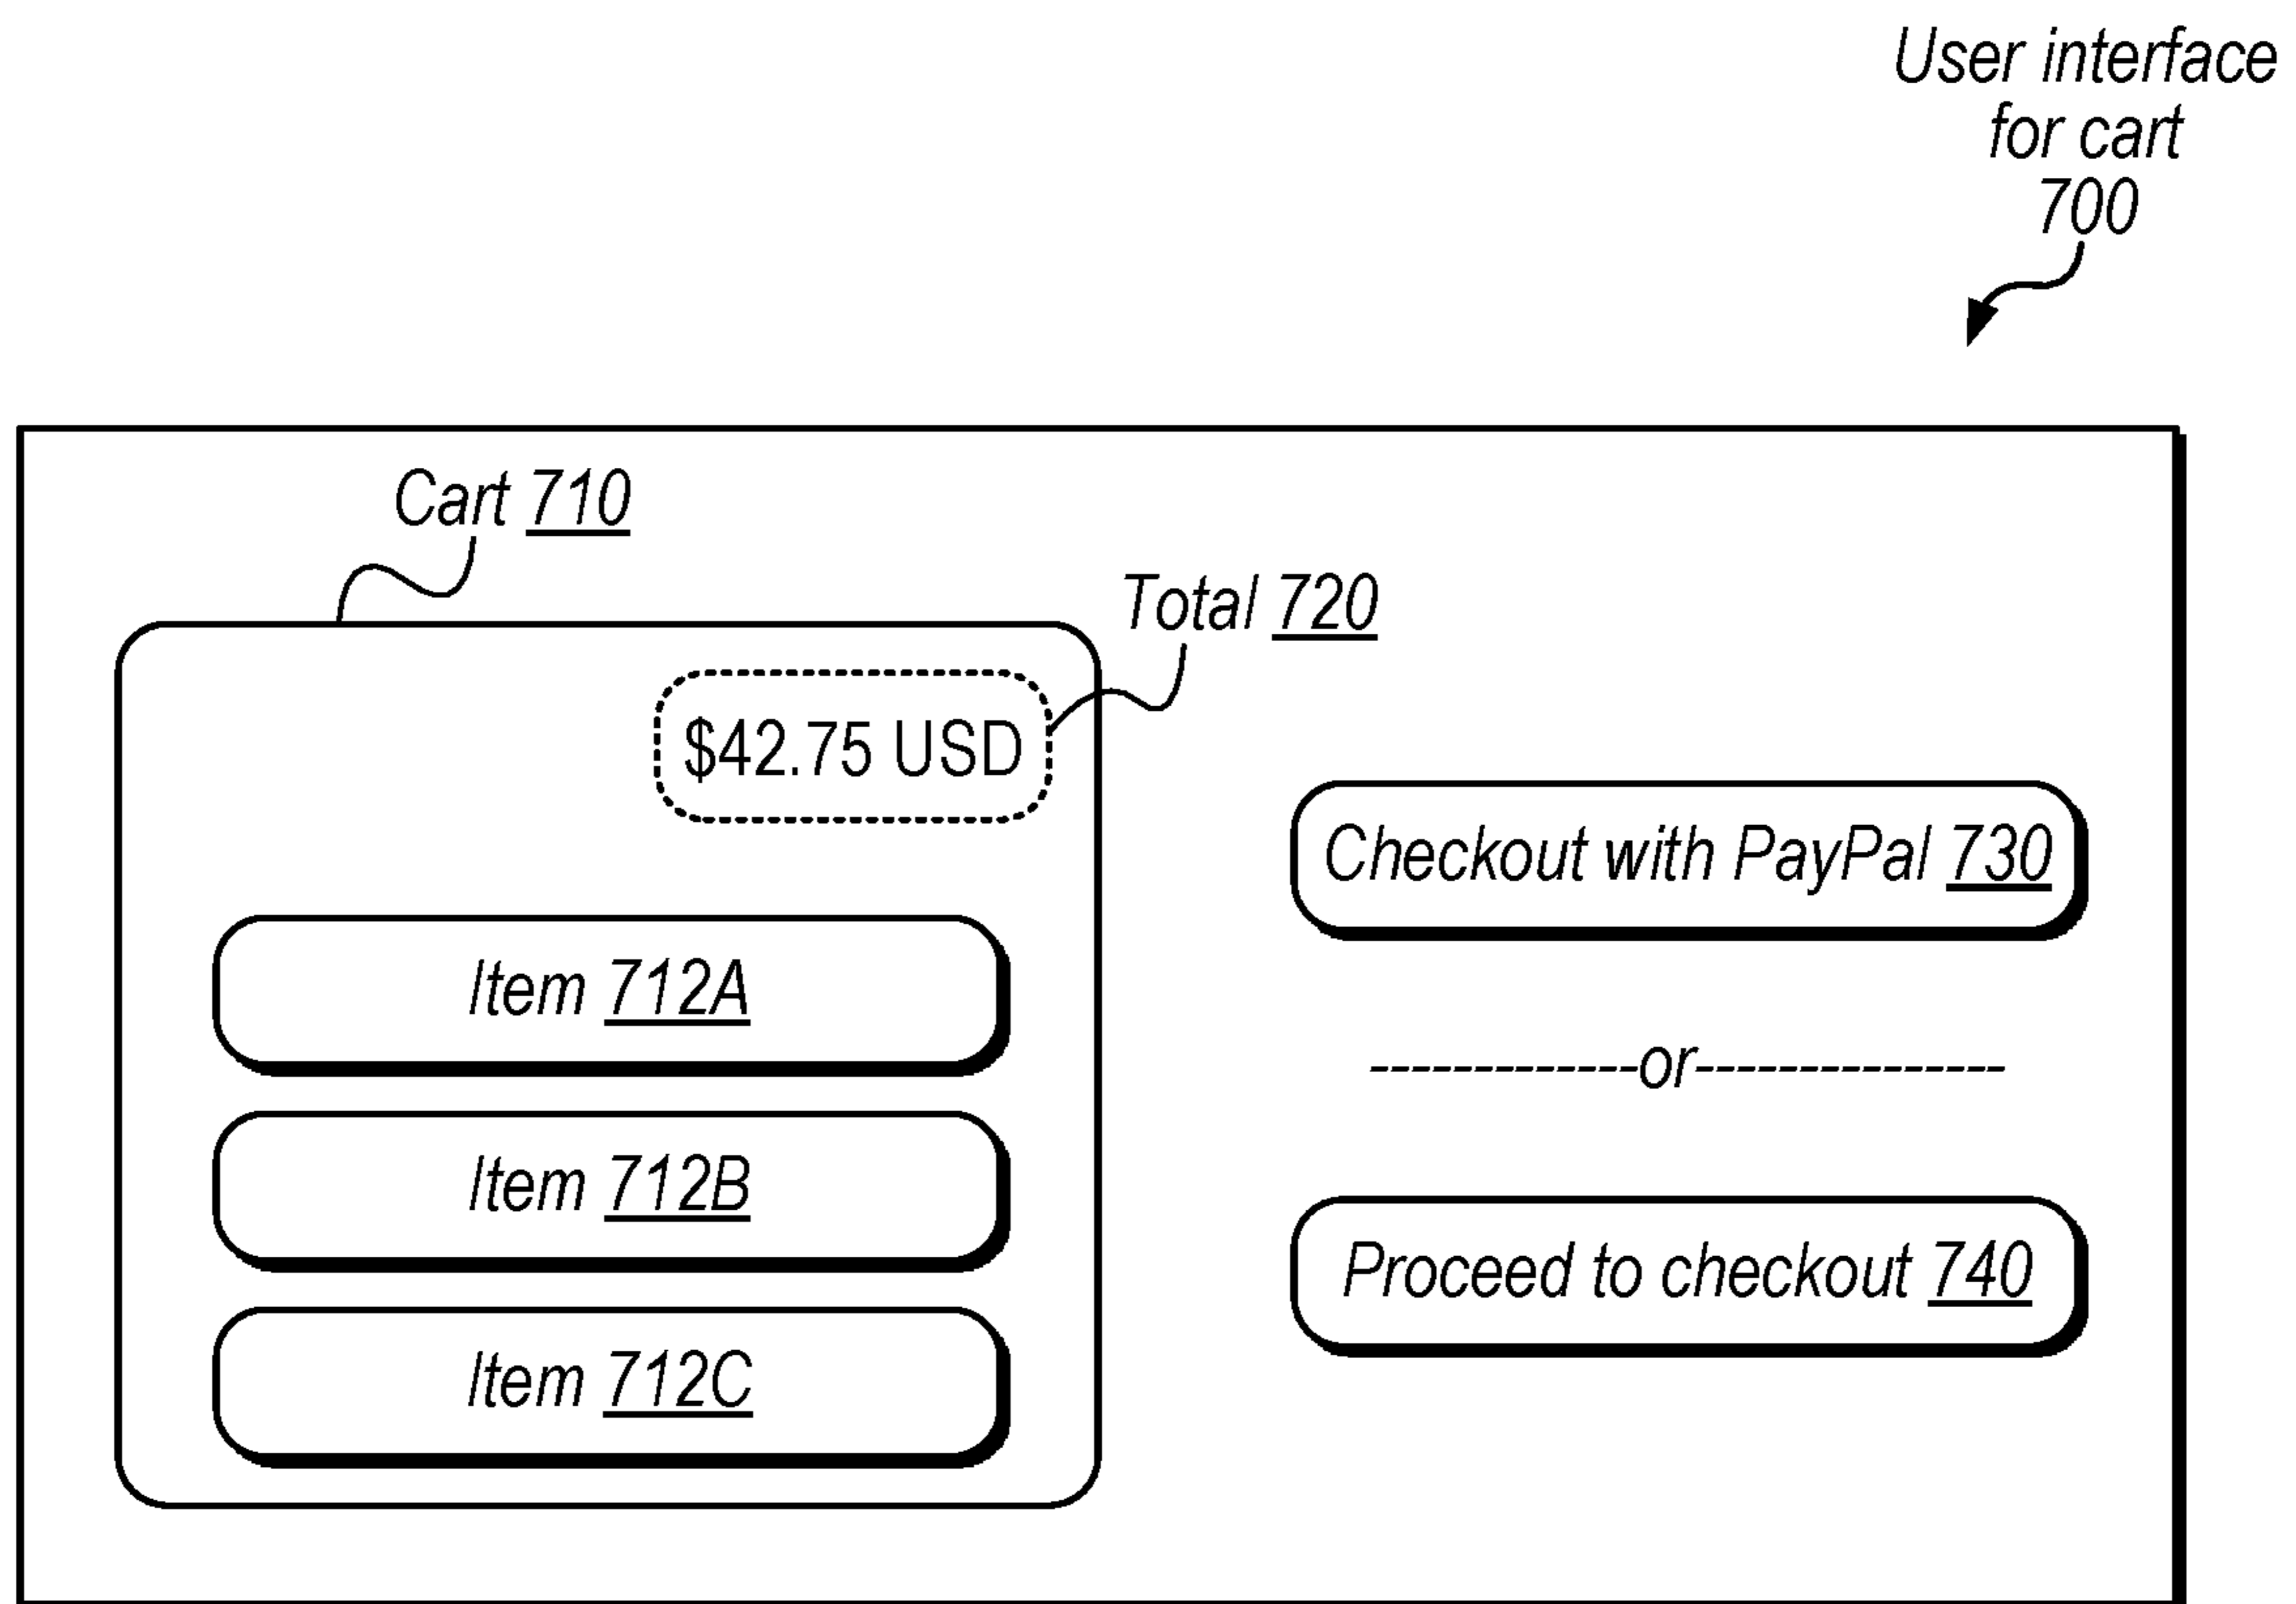 User interface
for cart
700
Cart 710
Total 720
$42.75 USD
Checkout with PayPal 730
Item 712A
-------------or---------------
Item 712B
Proceed to checkout 740
Item 712C